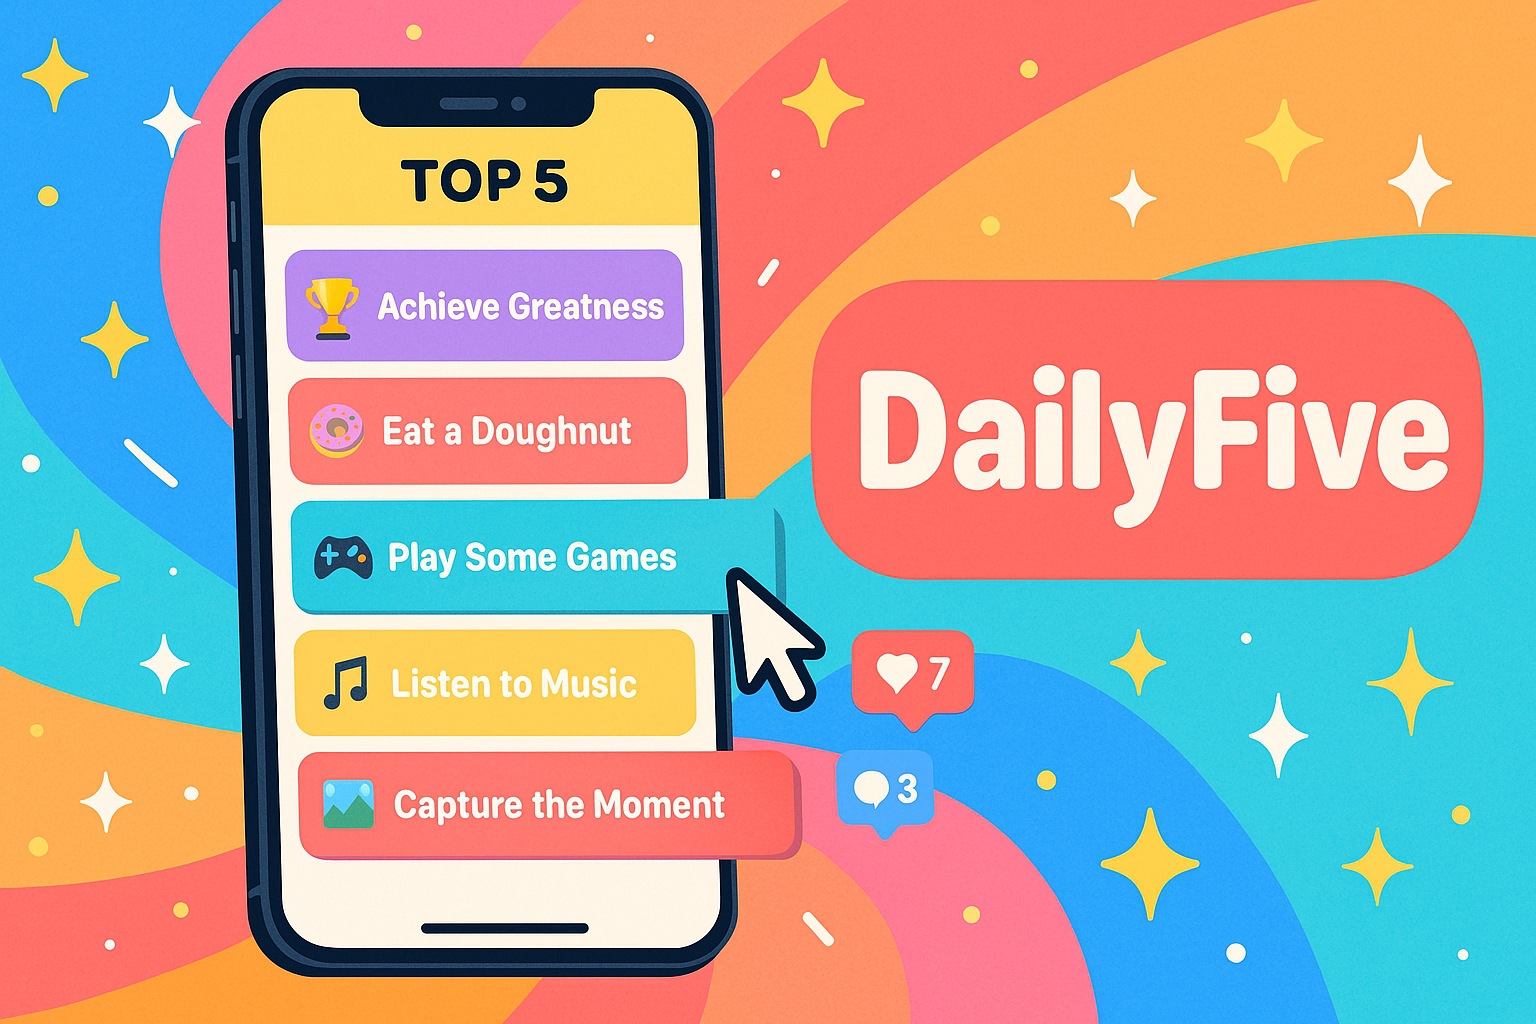 TOP 5
Achieve Greatness
Eat a Doughnut
Play Some Games
Listen to Music
Capture the Moment
DailyFive
7
3